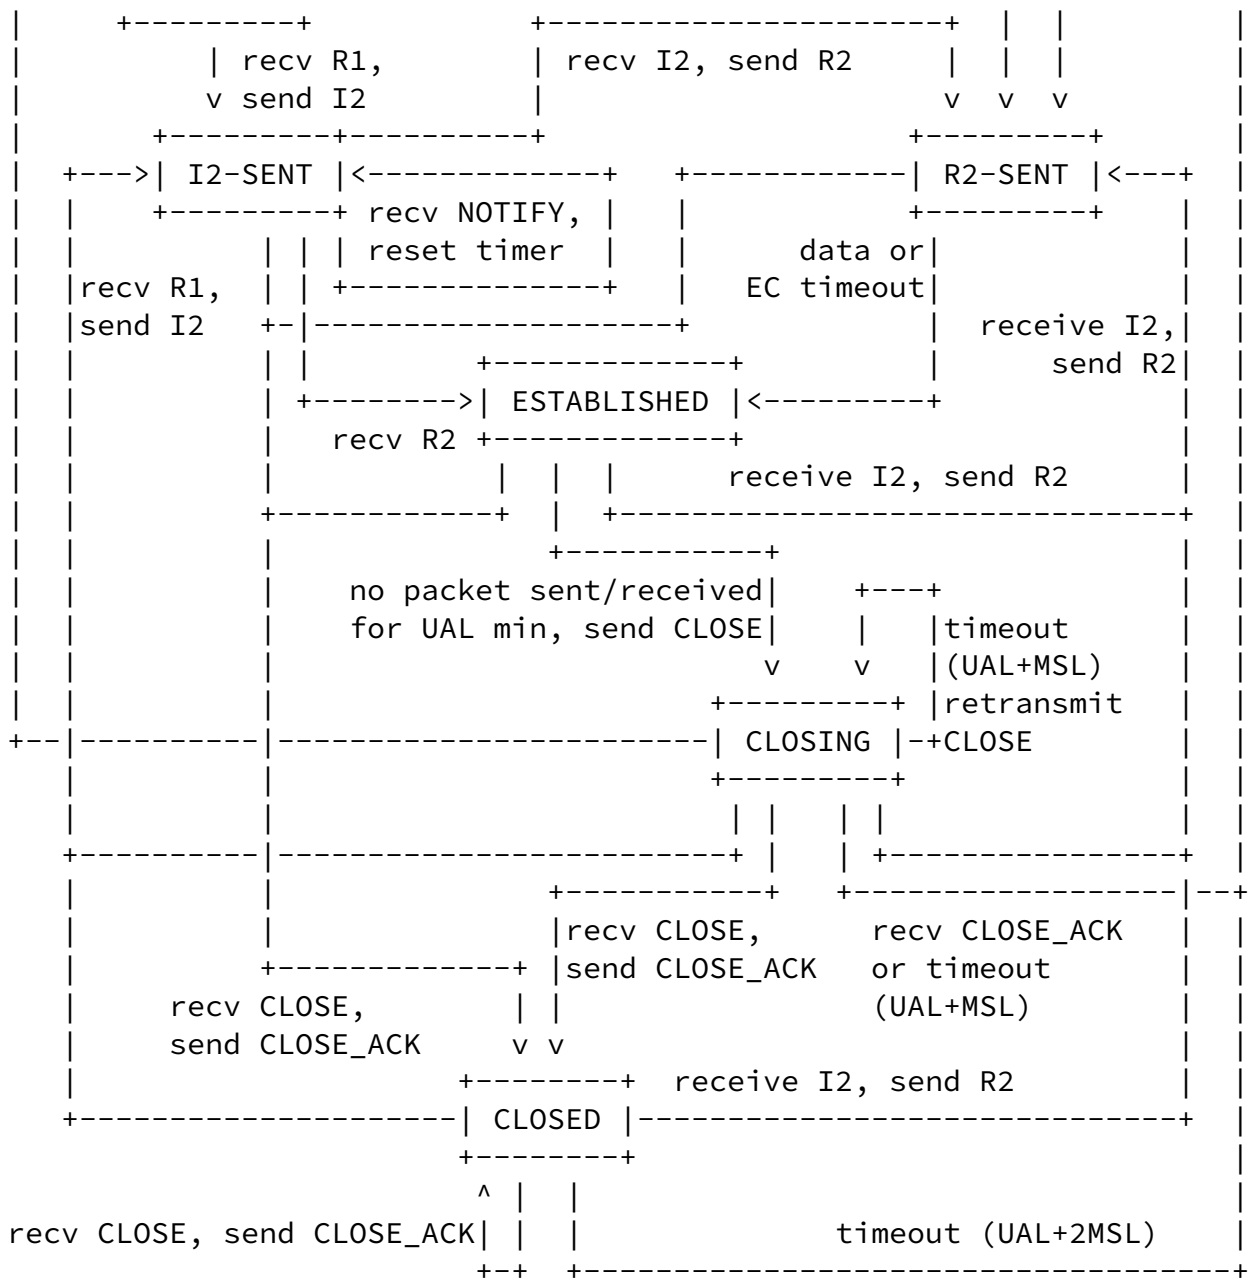 recv R1,
recv I2, send R2
send I2
I2-SENT
R2-SENT
recv NOTIFY,
reset timer
data or
recv R1,
EC timeout
send I2
receive I2,
send R2
ESTABLISHED
recv R2
receive I2, send R2
no packet sent/received
for UAL min, send CLOSE
timeout
(UAL+MSL)
retransmit
CLOSING
CLOSE
recv CLOSE,
recv CLOSE_ACK
send CLOSE_ACK
or timeout
recv CLOSE,
(UAL+MSL)
send CLOSE_ACK
receive I2, send R2
CLOSED
recv CLOSE, send CLOSE_ACK
timeout (UAL+2MSL)